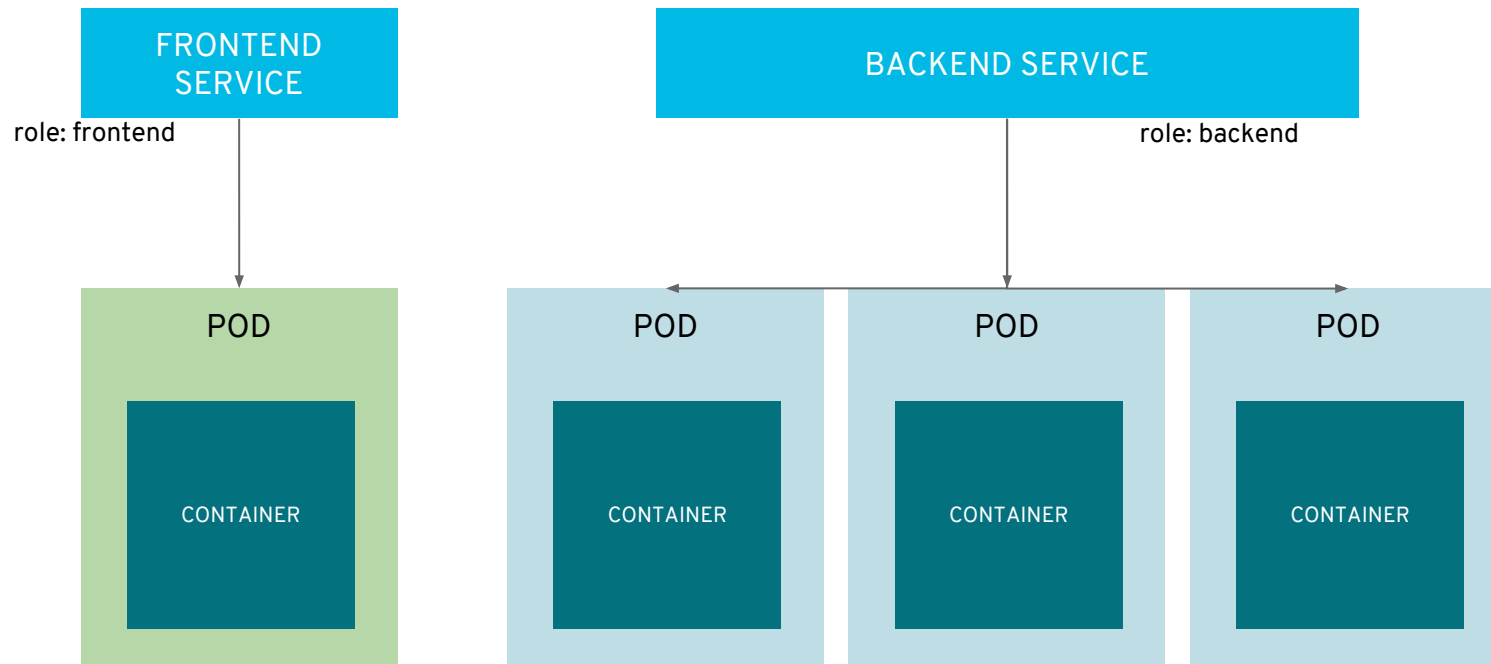 FRONTEND
SERVICE
BACKEND SERVICE
role: frontend
role: backend
POD
POD
POD
POD
CONTAINER
CONTAINER
CONTAINER
CONTAINER